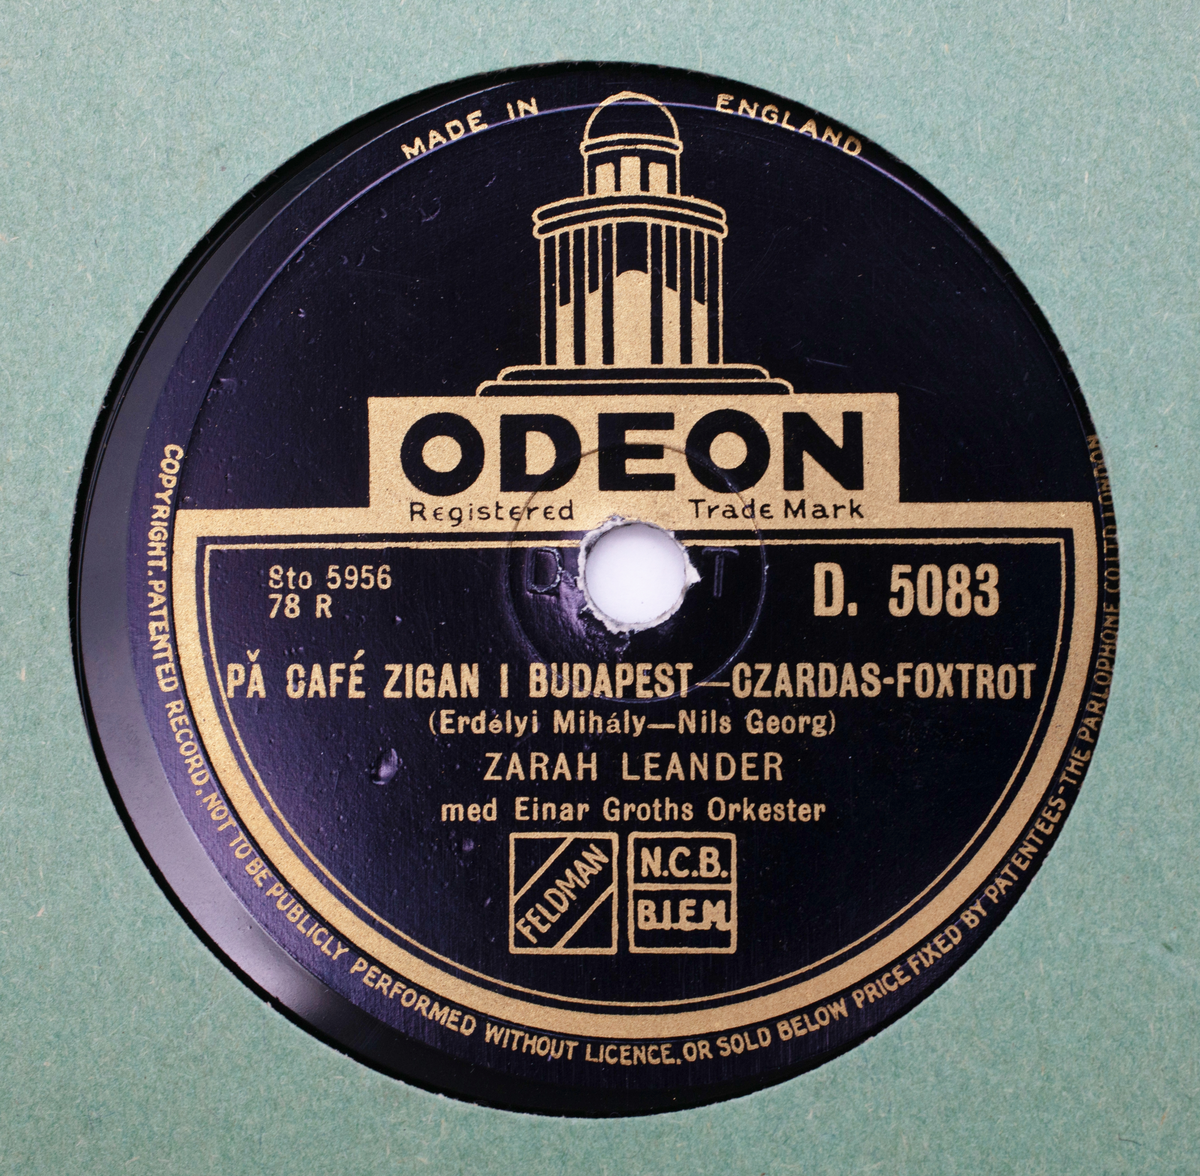 MADE IN ENGLAND
ODEON
Registered Trade Mark
Sto 5956
78 R
D. 5083
PǍ CAFÉ ZIGAN I BUDAPEST—CZARDAS-FOXTROT
(Erdélyi Mihály—Nils Georg)
ZARAH LEANDER
med Einar Groths Orkester
FELDMAN
N.C.B.
B.I.E.M.
COPYRIGHT. PATENTED RECORD, NOT TO BE PUBLICLY PERFORMED WITHOUT LICENCE, OR SOLD BELOW PRICE FIXED BY PATENTEES-THE PARLOPHONE CO LTD LONDON